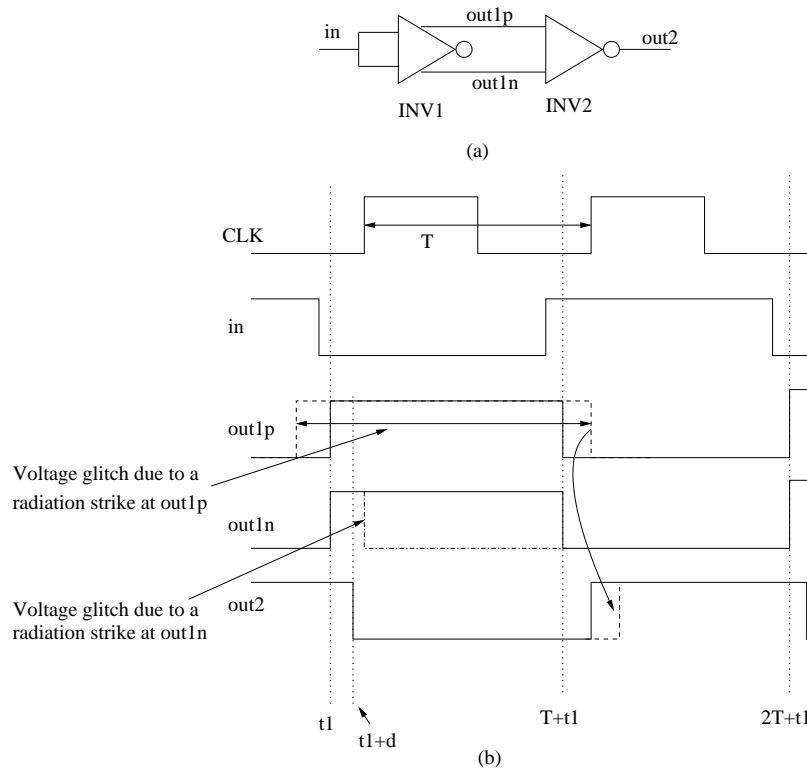 out1p
in
out2
out1n
INV1
INV2
(a)
CLK
T
in
out1p
Voltage glitch due to a
radiation strike at out1p
out1n
Voltage glitch due to a
radiation strike at out1n
out2
t1
t1+d
T+t1
2T+t1
(b)